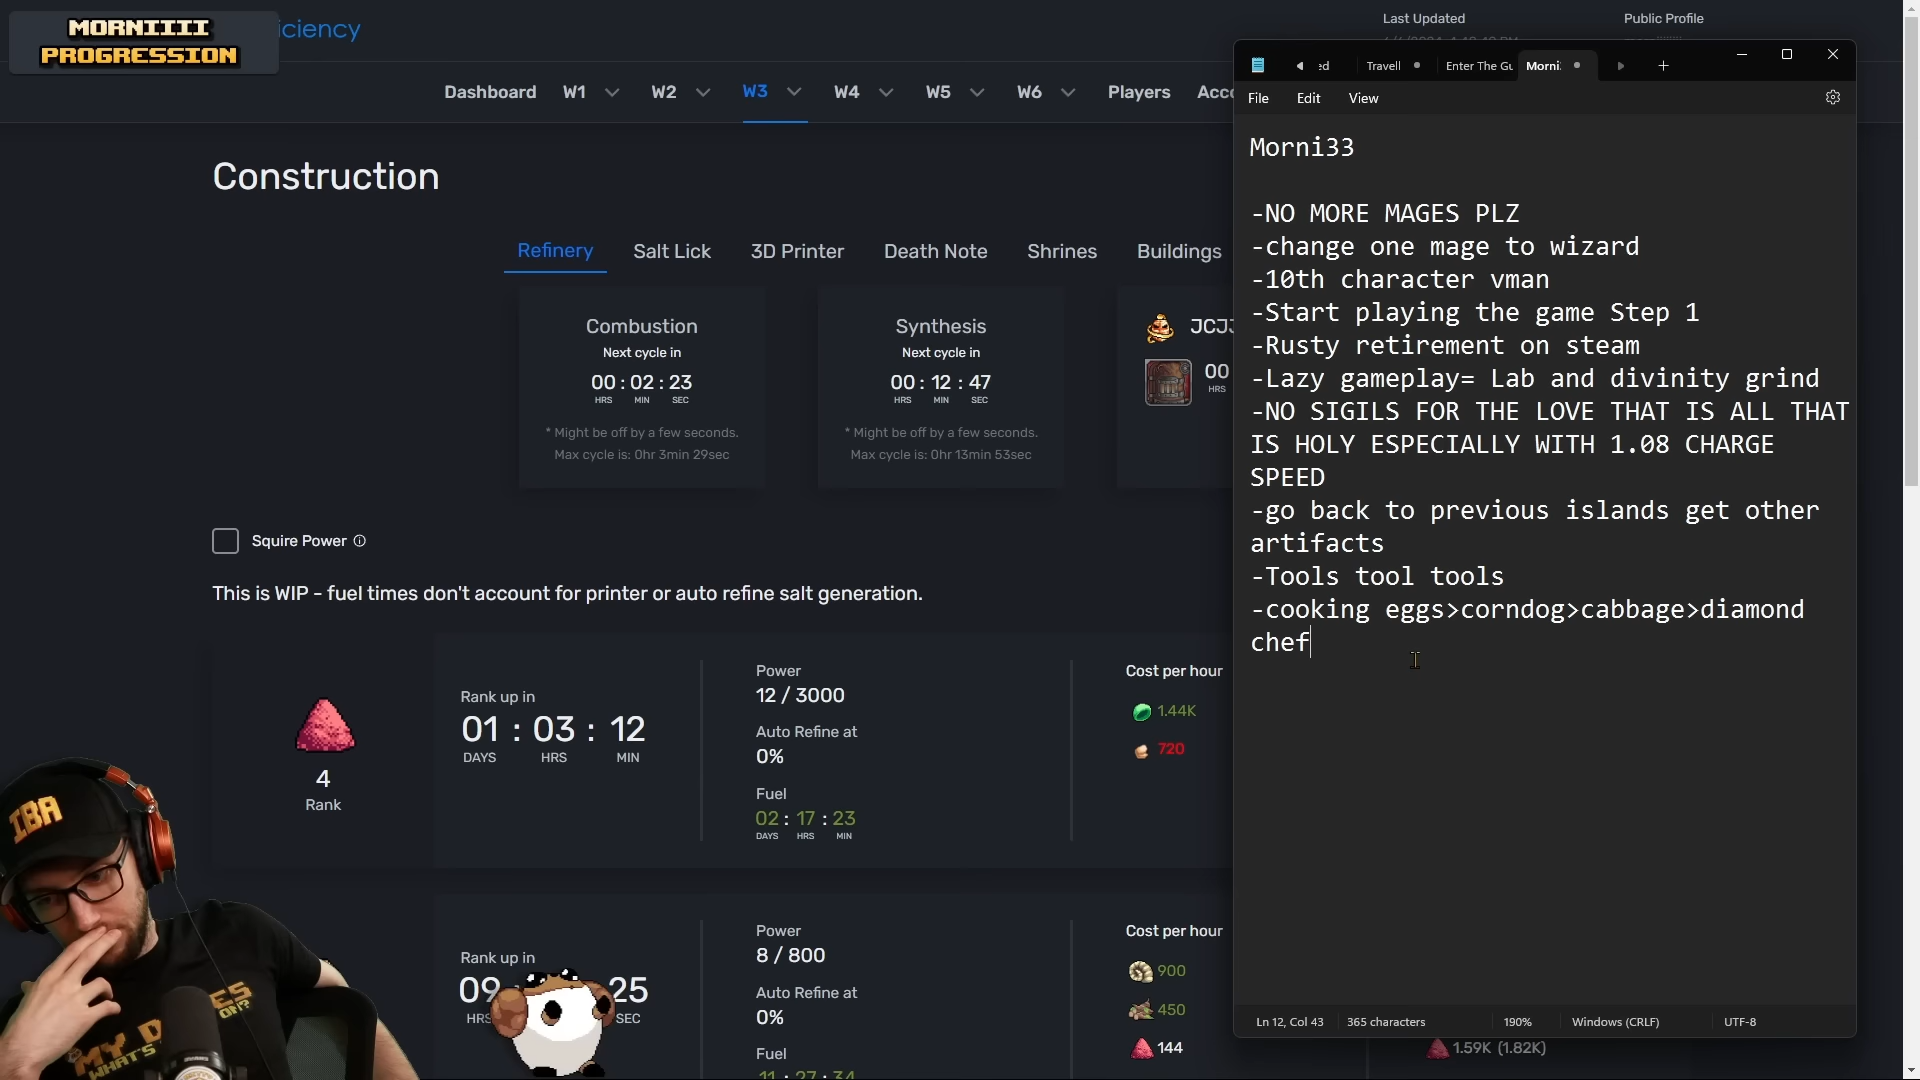 MORNIIII
PROGRESSION
iciency
Last Updated
Public Profile
Dashboard W1 W2 W3 W4 W5 W6 Players Acco
Construction
Refinery Salt Lick 3D Printer Death Note Shrines Buildings
Combustion
Next cycle in
00 : 02 : 23
HRS MIN SEC
* Might be off by a few seconds.
Max cycle is: 0hr 3min 29sec
Synthesis
Next cycle in
00 : 12 : 47
HRS MIN SEC
* Might be off by a few seconds.
Max cycle is: 0hr 13min 53sec
JCJJ
00
HRS
Squire Power
This is WIP - fuel times don't account for printer or auto refine salt generation.
4
Rank
Rank up in
01 : 03 : 12
DAYS HRS MIN
Power
12 / 3000
Auto Refine at
0%
Fuel
02 : 17 : 23
DAYS HRS MIN
Cost per hour
1.44K
720
Rank up in
09 25
HRS SEC
Power
8 / 800
Auto Refine at
0%
Fuel
11 : 27 : 34
Cost per hour
900
450
144
1.59K (1.82K)
ed Travell Enter The Gu Morni
File Edit View
Morni33
-NO MORE MAGES PLZ
-change one mage to wizard
-10th character vman
-Start playing the game Step 1
-Rusty retirement on steam
-Lazy gameplay= Lab and divinity grind
-NO SIGILS FOR THE LOVE THAT IS ALL THAT
IS HOLY ESPECIALLY WITH 1.08 CHARGE
SPEED
-go back to previous islands get other
artifacts
-Tools tool tools
-cooking eggs>corndog>cabbage>diamond
chef
Ln 12, Col 43 365 characters 190% Windows (CRLF) UTF-8
IBA